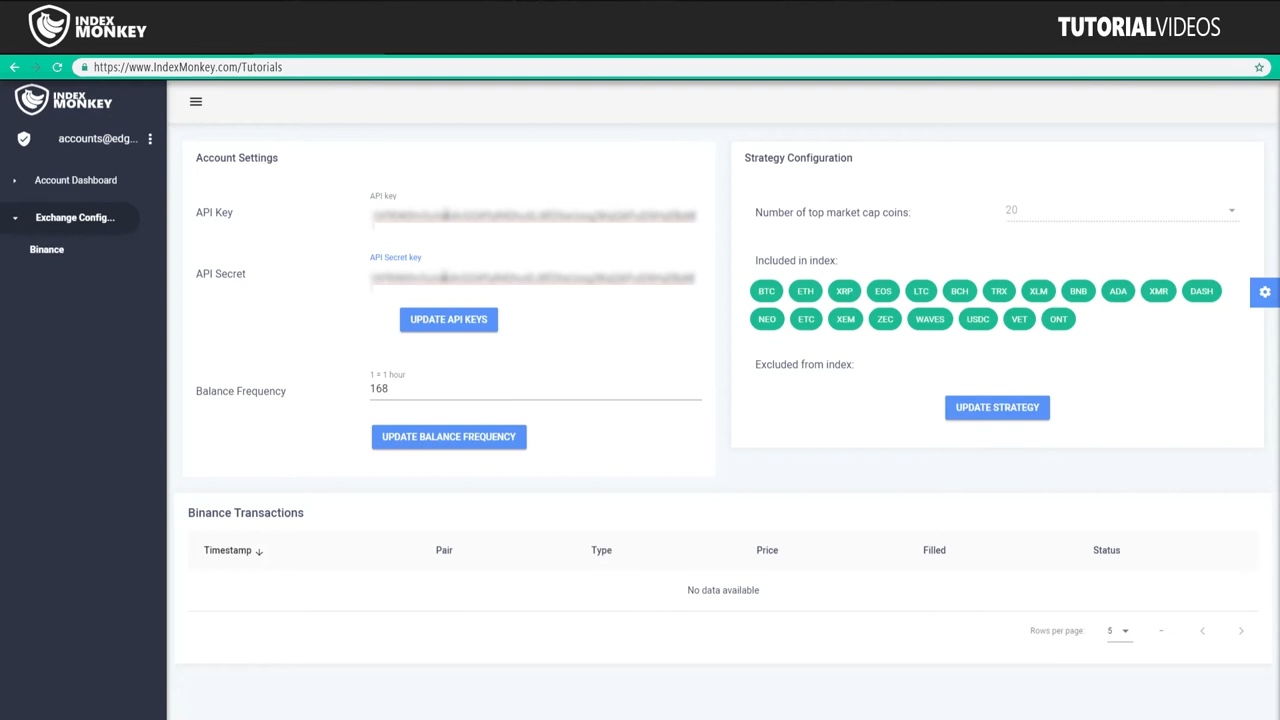 INDEX
MONKEY
TUTORIALVIDEOS
https://www.IndexMonkey.com/Tutorials
INDEX
MONKEY
accounts@edg...
Account Dashboard
Exchange Config...
Binance
Account Settings
API key
API Key
API Secret key
API Secret
UPDATE API KEYS
1 = 1 hour
Balance Frequency
168
UPDATE BALANCE FREQUENCY
Strategy Configuration
Number of top market cap coins:
20
Included in index:
BTC ETH XRP EOS LTC BCH TRX XLM BNB ADA XMR DASH
NEO ETC XEM ZEC WAVES USDC VET ONT
Excluded from index:
UPDATE STRATEGY
Binance Transactions
Timestamp Pair Type Price Filled Status
No data available
Rows per page: 5 –